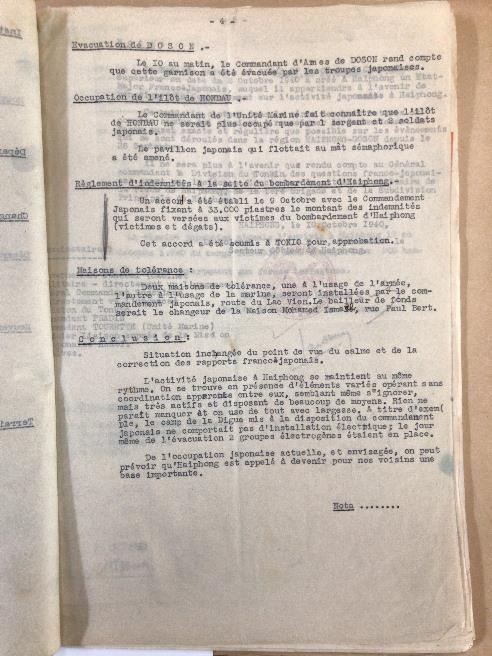 - 4 -
Evacuation de D O S O N .-
Le IO au matin, le Commandant d'Armes de DOSON rend compte
que cette garnison a été évacuée par les troupes japonaises.
Occupation de l'îlôt de HONDAU .-
Le Commandant de l'Unité Marine fait connaître que l'îlôt
de HONDAU ne serait plus occupé que par I sergent et 2 soldats
japonais.
Le pavillon japonais qui flottait au mât sémaphorique
a été amené.
Règlement d'indemnités à la suite du bombardement d'Haiphong.-
Un accord a été établi le 9 Octobre avec le Commandement
Japonais fixant à 33.000 piastres le montant des indemnités
qui seront versées aux victimes du bombardement d'Haiphong
(victimes et dégats).
Cet accord a été soumis à TOKIO pour approbation.
Maisons de tolérance :
Deux maisons de tolérance, une à l'usage de l'armée,
l'autre à l'usage de la marine, seront installées par le com-
mandement japonais, route du Lac Vien. Le bailleur de fonds
serait le changeur de la Maison Mohamed, rue Paul Bert.
C o n c l u s i o n :
Situation inchangée du point de vue du calme et de la
correction des rapports franco-japonais.
L'activité japonaise à Haiphong se maintient au même
rythme. On se trouve en présence d'éléments variés opérant sans
coordination apparente entre eux, semblant même s'ignorer,
mais très actifs et disposant de beaucoup de moyens. Rien ne
parait manquer et on use de tout avec largesse. A titre d'exem
ple, le camp de la Digue mis à la disposition du commandement
japonais ne comportait pas d'installation électrique; le jour
même de l'évacuation 2 groupes électrogènes étaient en place.
De l'occupation japonaise actuelle, et envisagée, on peut
prévoir qu'Haiphong est appelé à devenir pour nos voisins une
base importante.
Nota ........